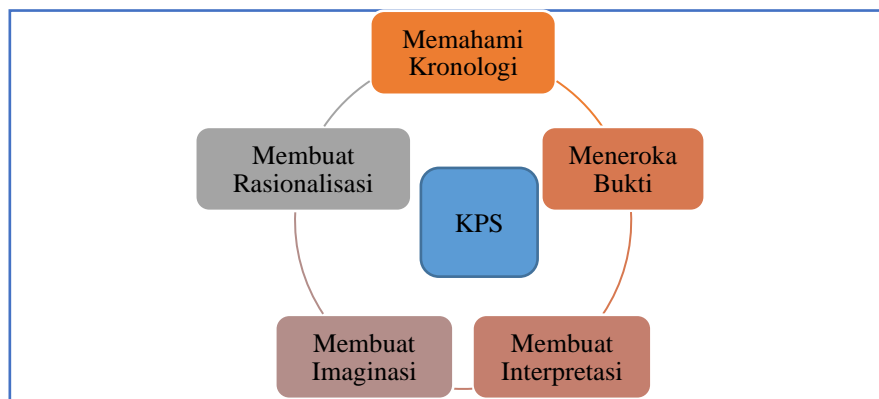 Memahami
Kronologi
Membuat
Rasionalisasi
Meneroka
Bukti
KPS
Membuat
Imaginasi
Membuat
Interpretasi